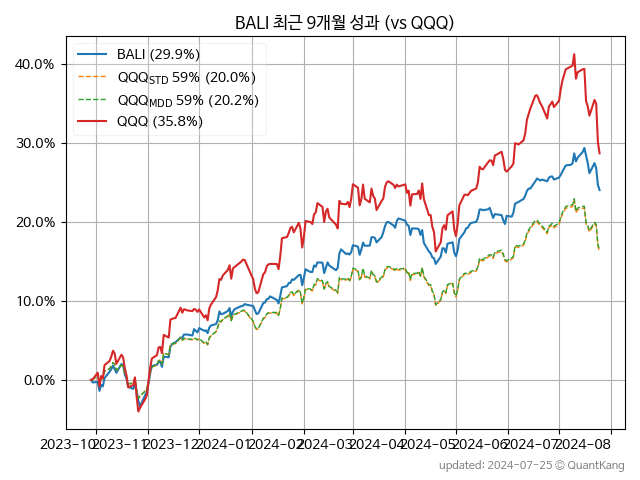 BALI 최근 9개월 성과 (vs QQQ)
BALI (29.9%)
QQQSTD 59% (20.0%)
QQQMDD 59% (20.2%)
QQQ (35.8%)
40.0%
30.0%
20.0%
10.0%
0.0%
2023-10 2023-11 2023-12 2024-01 2024-02 2024-03 2024-04 2024-05 2024-06 2024-07 2024-08
updated: 2024-07-25 © QuantKang